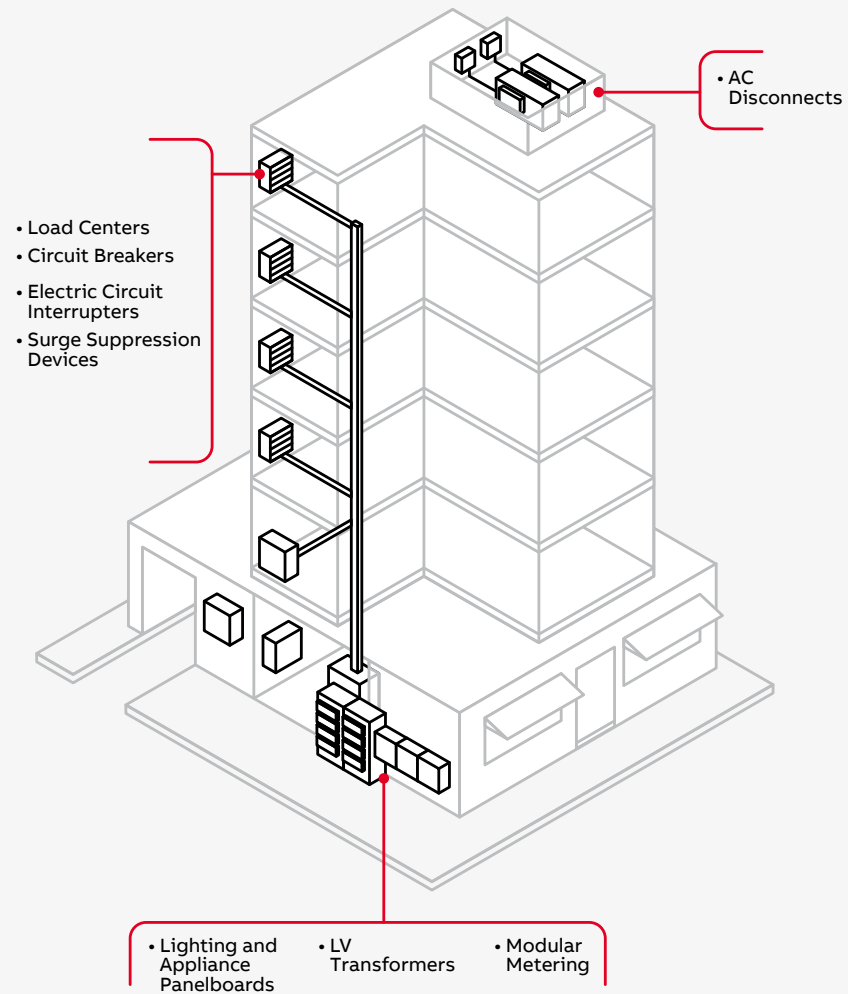 • AC
Disconnects
• Load Centers
• Circuit Breakers
• Electric Circuit
Interrupters
• Surge Suppression
Devices
• Lighting and
Appliance
Panelboards
• LV
Transformers
• Modular
Metering